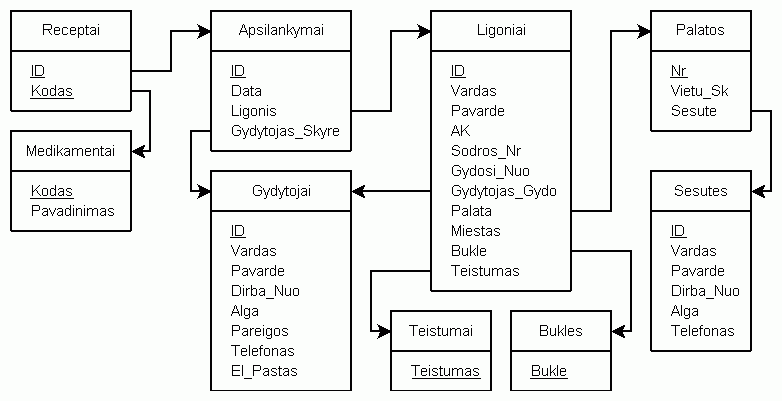 Receptai
ID
Kodas
Medikamentai
Kodas
Pavadinimas
Apsilankymai
ID
Data
Ligonis
Gydytojas_Skyre
Gydytojai
ID
Vardas
Pavarde
Dirba_Nuo
Alga
Pareigos
Telefonas
El_Pastas
Ligoniai
ID
Vardas
Pavarde
AK
Sodros_Nr
Gydosi_Nuo
Gydytojas_Gydo
Palata
Miestas
Bukle
Teistumas
Teistumai
Teistumas
Bukles
Bukle
Palatos
Nr
Vietu_Sk
Sesute
Sesutes
ID
Vardas
Pavarde
Dirba_Nuo
Alga
Telefonas